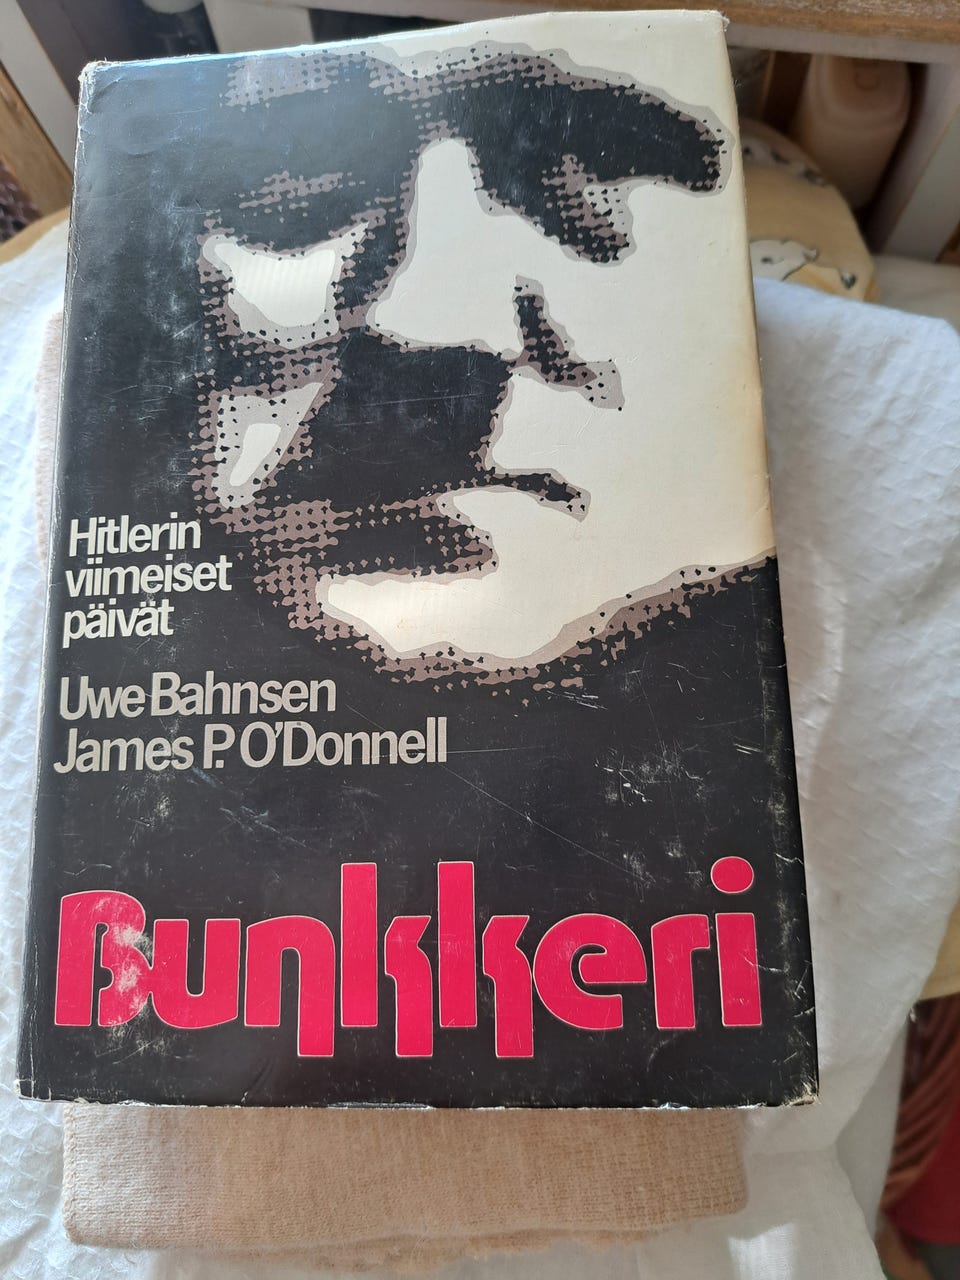 Hitlerin
viimeiset
päivät
Uwe Bahnsen
James P. O'Donnell
Bunkkeri